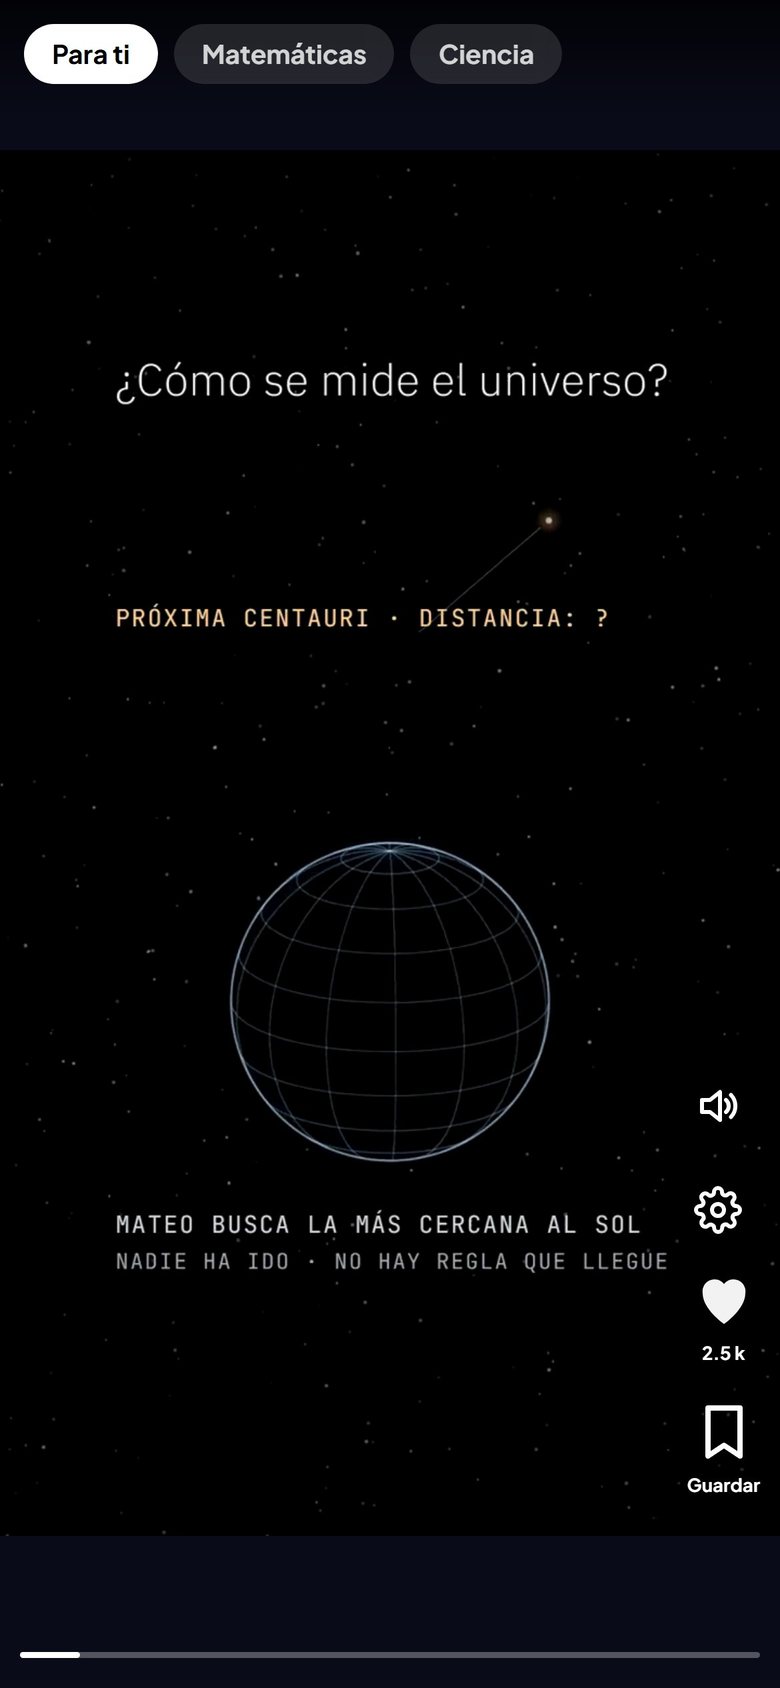 Para ti
Matemáticas
Ciencia
¿Cómo se mide el universo?
PRÓXIMA CENTAURI · DISTANCIA: ?
MATEO BUSCA LA MÁS CERCANA AL SOL
NADIE HA IDO · NO HAY REGLA QUE LLEGUE
2.5 k
Guardar